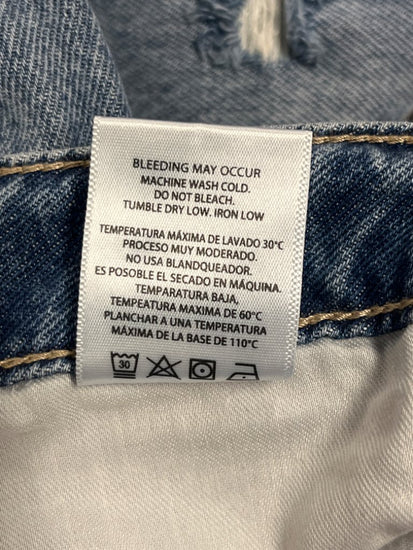 BLEEDING MAY OCCUR
MACHINE WASH COLD.
DO NOT BLEACH.
TUMBLE DRY LOW. IRON LOW
TEMPERATURA MÁXIMA DE LAVADO 30°C
PROCESO MUY MODERADO.
NO USA BLANQUEADOR.
ES POSOBLE EL SECADO EN MÁQUINA.
TEMPARATURA BAJA,
TEMPEATURA MAXIMA DE 60°C
PLANCHAR A UNA TEMPERATURA
MÁXIMA DE LA BASE DE 110°C
30